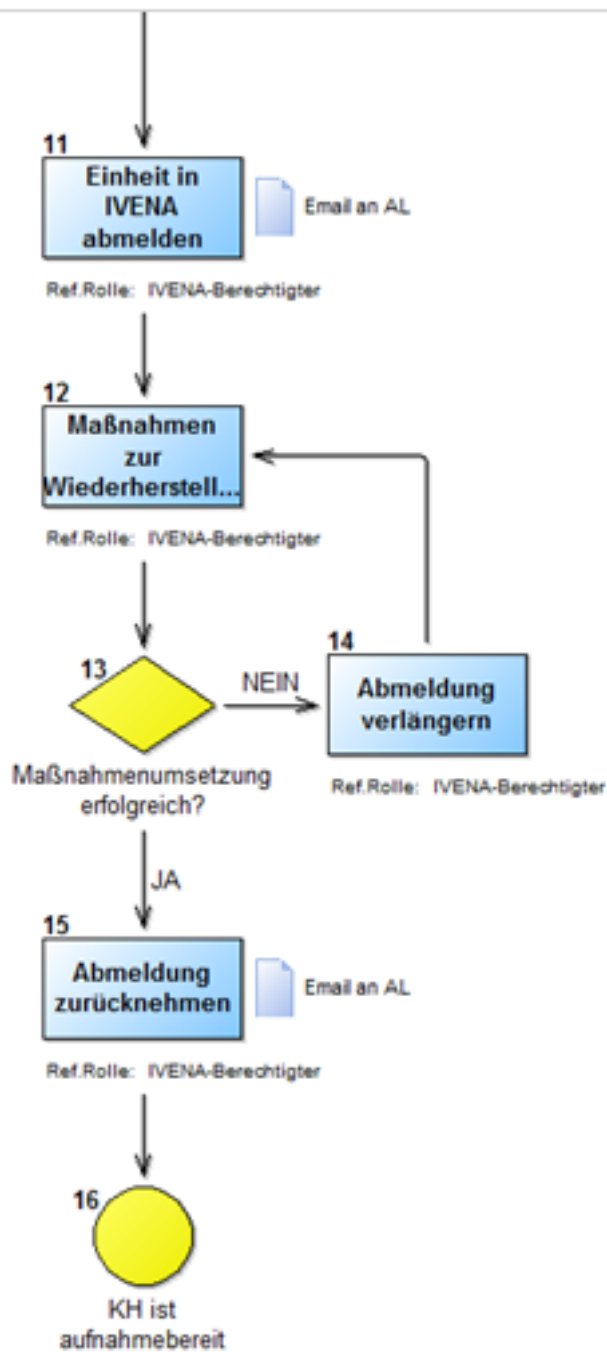 11
Einheit in
IVENA
abmelden
Email an AL
Ref.Rolle: IVENA-Berechtigter
12
Maßnahmen
zur
Wiederherstell...
Ref.Rolle: IVENA-Berechtigter
13
NEIN
14
Abmeldung
verlängern
Ref.Rolle: IVENA-Berechtigter
Maßnahmenumsetzung
erfolgreich?
JA
15
Abmeldung
zurücknehmen
Email an AL
Ref.Rolle: IVENA-Berechtigter
16
KH ist
aufnahmebereit